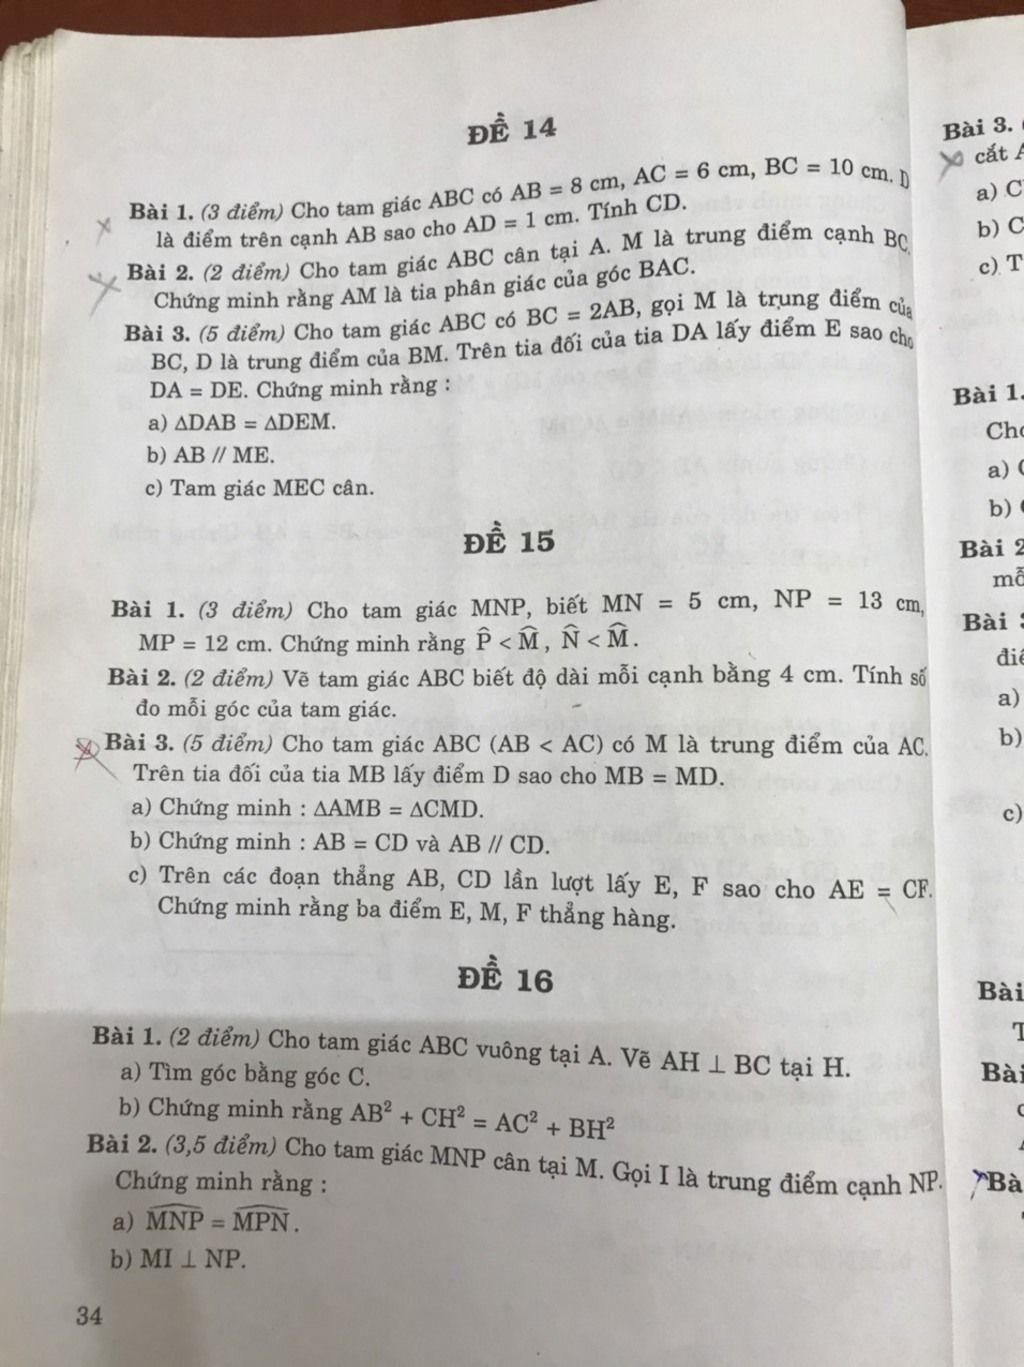 ĐỀ 14
Bài 1. (3 điểm) Cho tam giác ABC có AB = 8 cm, AC = 6 cm, BC = 10 cm. D
là điểm trên cạnh AB sao cho AD = 1 cm. Tính CD.
Bài 2. (2 điểm) Cho tam giác ABC cân tại A. M là trung điểm cạnh BC.
Chứng minh rằng AM là tia phân giác của góc BAC.
Bài 3. (5 điểm) Cho tam giác ABC có BC = 2AB, gọi M là trung điểm của
BC, D là trung điểm của BM. Trên tia đối của tia DA lấy điểm E sao cho
DA = DE. Chứng minh rằng :
a) ΔDAB = ΔDEM.
b) AB // ME.
c) Tam giác MEC cân.
ĐỀ 15
Bài 1. (3 điểm) Cho tam giác MNP, biết MN = 5 cm, NP = 13 cm,
MP = 12 cm. Chứng minh rằng P̂ < M̂, N̂ < M̂.
Bài 2. (2 điểm) Vẽ tam giác ABC biết độ dài mỗi cạnh bằng 4 cm. Tính số
đo mỗi góc của tam giác.
Bài 3. (5 điểm) Cho tam giác ABC (AB < AC) có M là trung điểm của AC.
Trên tia đối của tia MB lấy điểm D sao cho MB = MD.
a) Chứng minh : ΔAMB = ΔCMD.
b) Chứng minh : AB = CD và AB // CD.
c) Trên các đoạn thẳng AB, CD lần lượt lấy E, F sao cho AE = CF.
Chứng minh rằng ba điểm E, M, F thẳng hàng.
ĐỀ 16
Bài 1. (2 điểm) Cho tam giác ABC vuông tại A. Vẽ AH ⊥ BC tại H.
a) Tìm góc bằng góc C.
b) Chứng minh rằng AB² + CH² = AC² + BH²
Bài 2. (3,5 điểm) Cho tam giác MNP cân tại M. Gọi I là trung điểm cạnh NP.
Chứng minh rằng :
a) M͡NP = M͡PN.
b) MI ⊥ NP.
34
Bài 3.
cắt
a) C
b) C
c) T
Bài 1.
Cho
a)
b)
Bài 2
mỗ
Bài
điể
a)
b)
c)
Bài
T
Bài
Bà